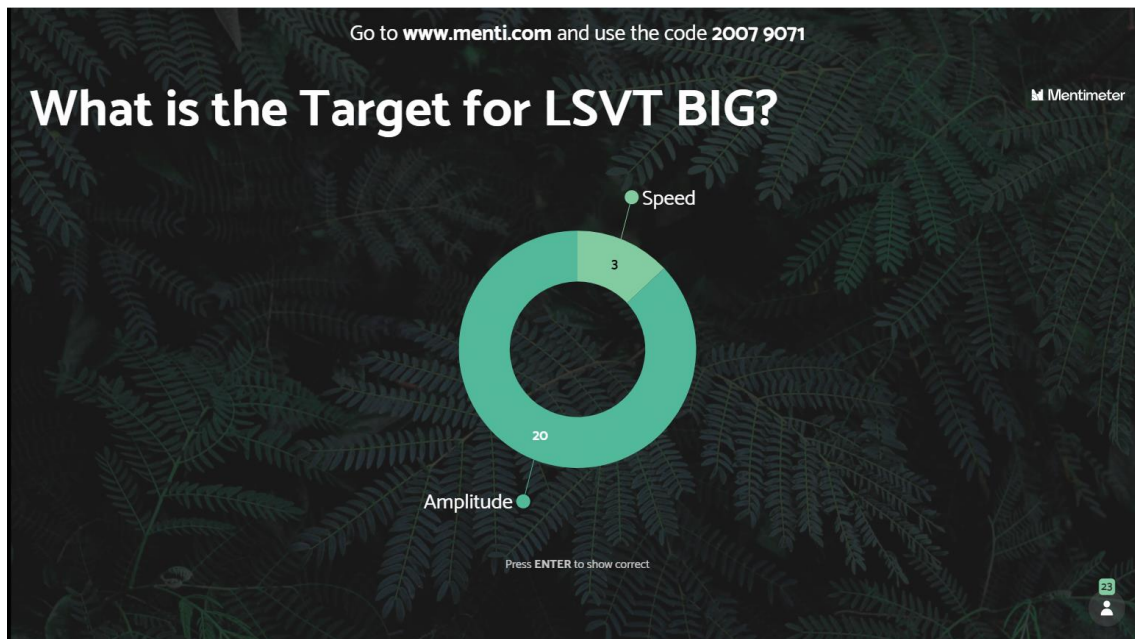 Go to www.menti.com and use the code 2007 9071
What is the Target for LSVT BIG?
Mentimeter
Speed
3
20
Amplitude
Press ENTER to show correct
23